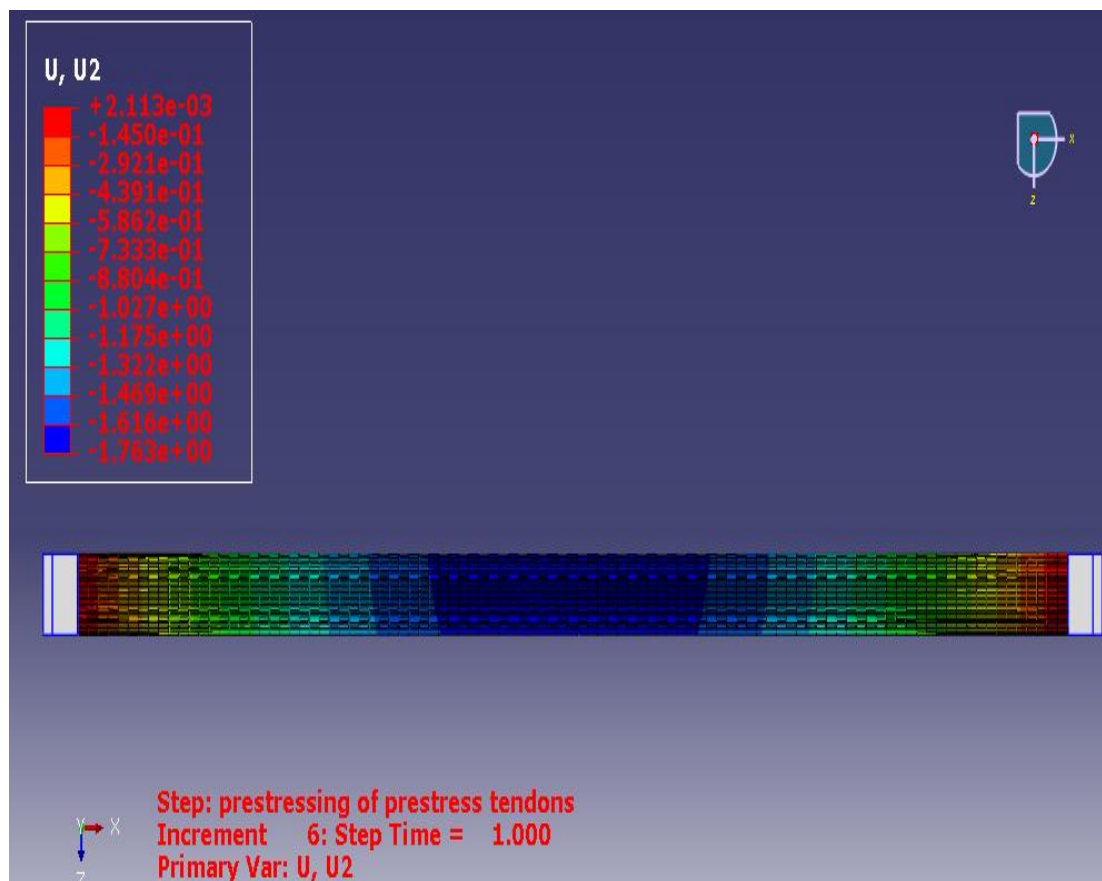 U, U2
+2.113e-03
-1.450e-01
-2.921e-01
-4.391e-01
-5.862e-01
-7.333e-01
-8.804e-01
-1.027e+00
-1.175e+00
-1.322e+00
-1.469e+00
-1.616e+00
-1.763e+00
X
Z
Step: prestressing of prestress tendons
Y X
Increment 6: Step Time = 1.000
Primary Var: U, U2
Z